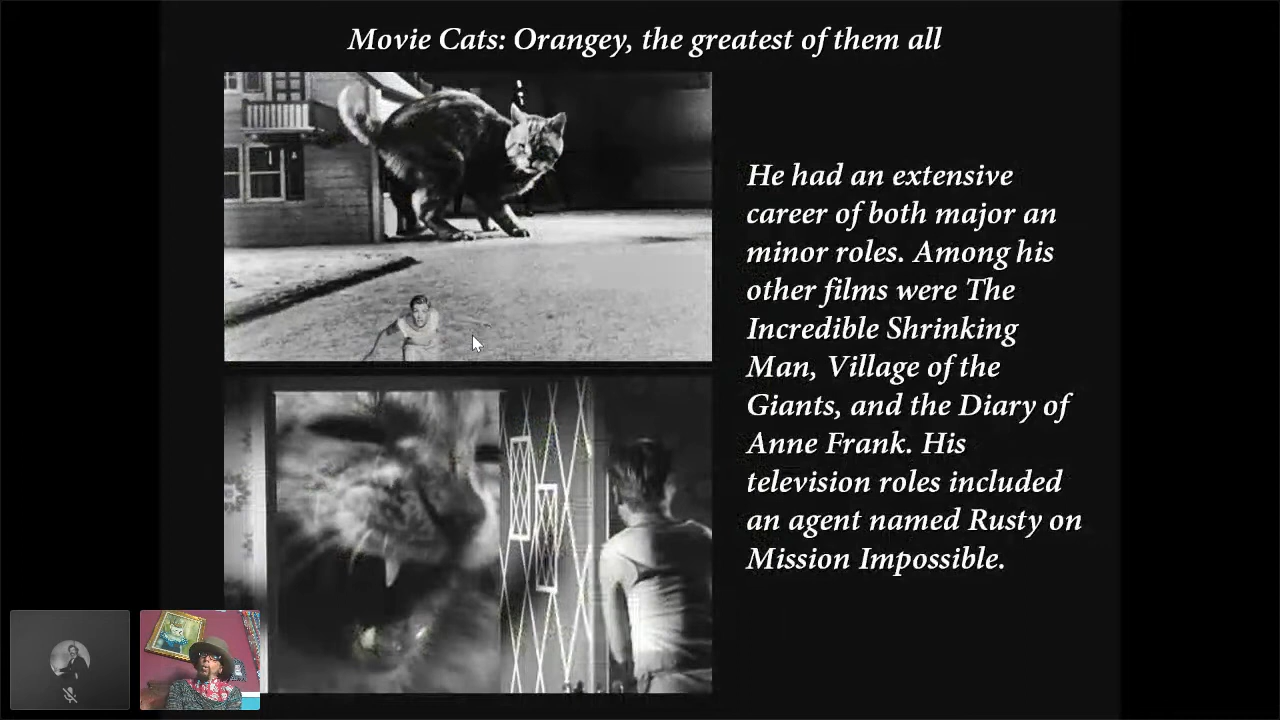 Movie Cats: Orangey, the greatest of them all
He had an extensive
career of both major an
minor roles. Among his
other films were The
Incredible Shrinking
Man, Village of the
Giants, and the Diary of
Anne Frank. His
television roles included
an agent named Rusty on
Mission Impossible.